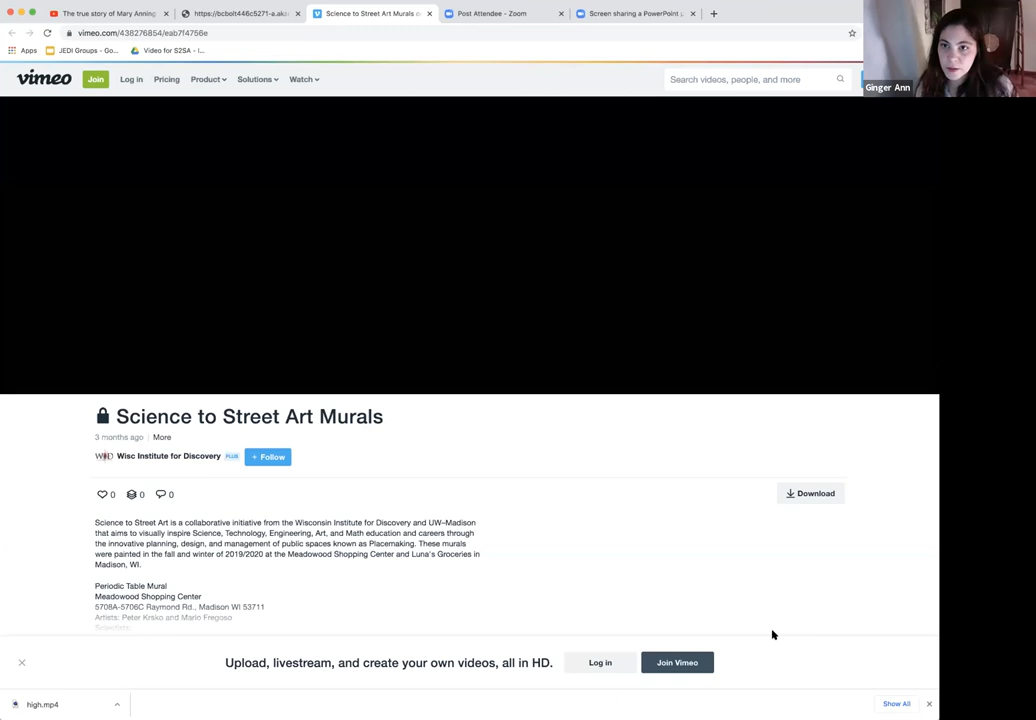 The true story of Mary Anning
https://bcbolt446c5271-a.aka
Science to Street Art Murals o
Post Attendee - Zoom
Screen sharing a PowerPoint
vimeo.com/438276854/eab7f4756e
Apps
JEDI Groups - Go...
Video for S2SA - I...
vimeo
Join
Log in
Pricing
Product
Solutions
Watch
Search videos, people, and more
Ginger Ann
Science to Street Art Murals
3 months ago
More
WID
Wisc Institute for Discovery
PLUS
+ Follow
0
0
0
Download
Science to Street Art is a collaborative initiative from the Wisconsin Institute for Discovery and UW–Madison
that aims to visually inspire Science, Technology, Engineering, Art, and Math education and careers through
the innovative planning, design, and management of public spaces known as Placemaking. These murals
were painted in the fall and winter of 2019/2020 at the Meadowood Shopping Center and Luna's Groceries in
Madison, WI.
Periodic Table Mural
Meadowood Shopping Center
5708A-5706C Raymond Rd., Madison WI 53711
Artists: Peter Krsko and Mario Fregoso
Scientists:
Upload, livestream, and create your own videos, all in HD.
Log in
Join Vimeo
high.mp4
Show All